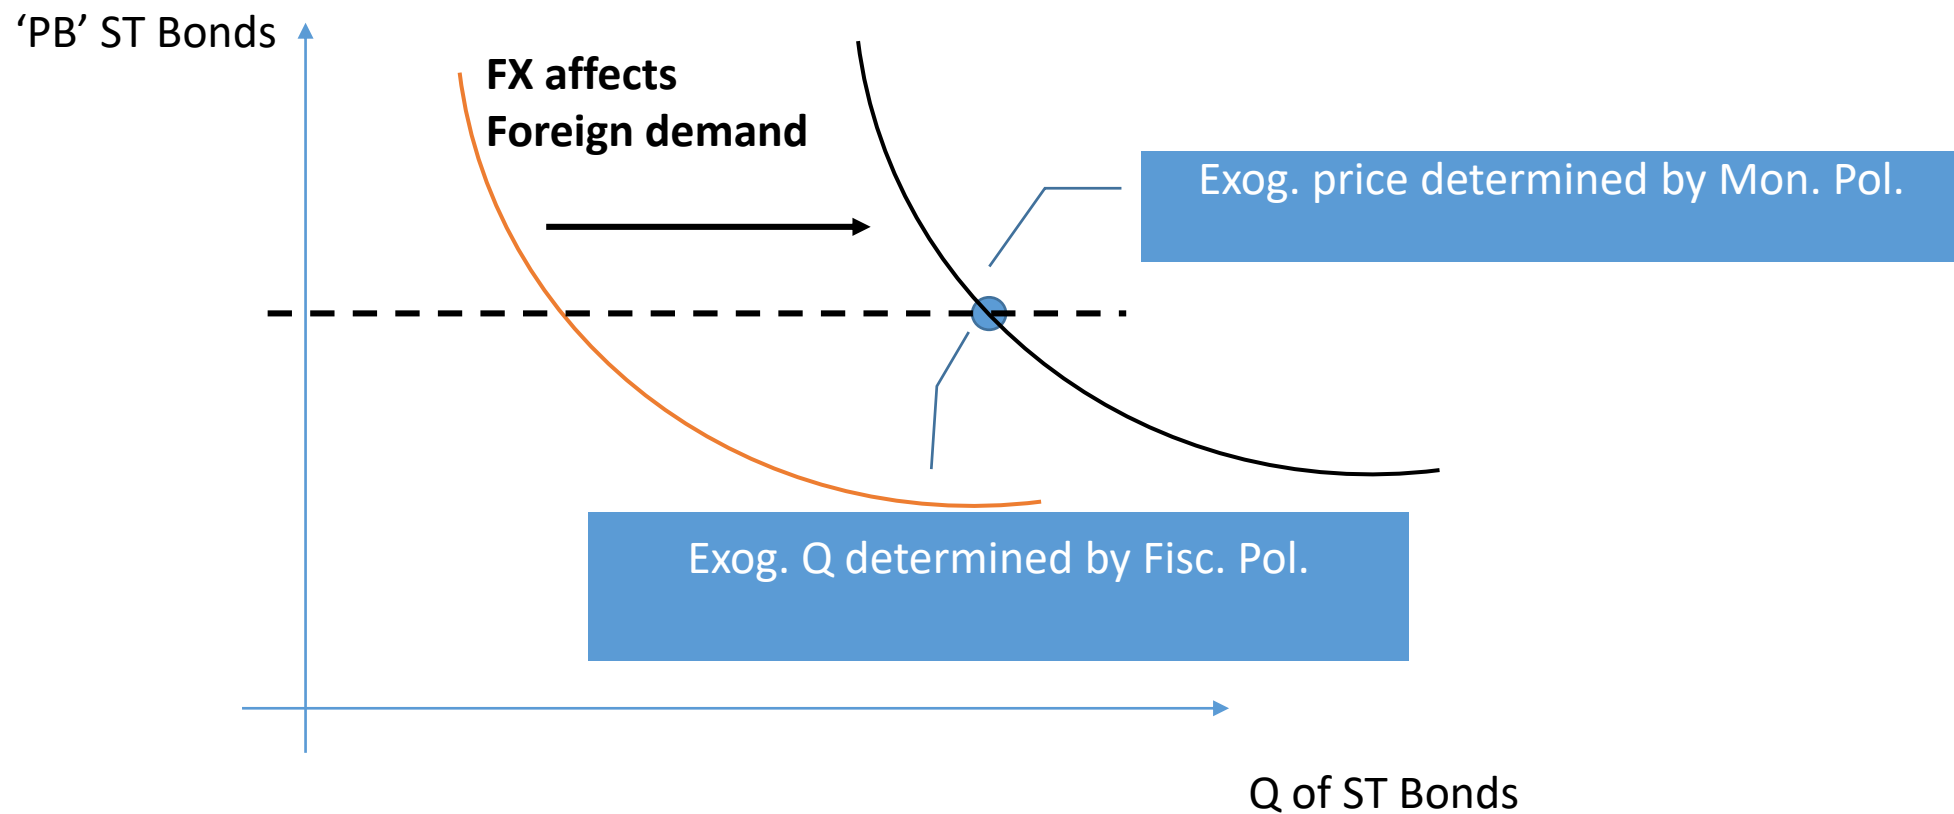 ‘PB’ ST Bonds
FX affects
Foreign demand
Exog. price determined by Mon. Pol.
Exog. Q determined by Fisc. Pol.
Q of ST Bonds